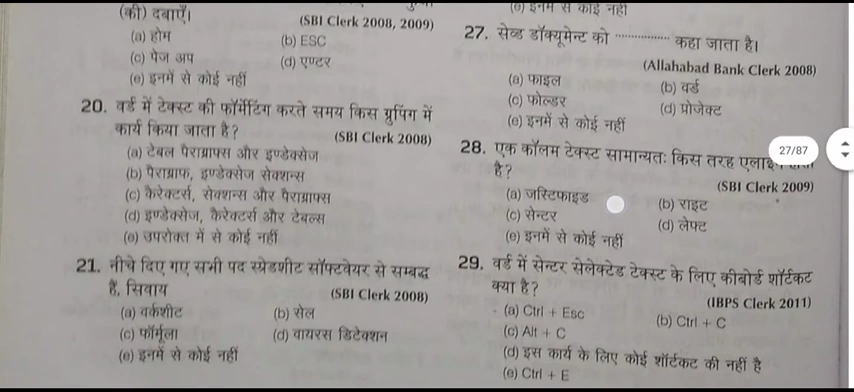 (की) दबाएँ।
(SBI Clerk 2008, 2009)
(a) होम (b) ESC
(c) पेज अप (d) एण्टर
(e) इनमें से कोई नहीं
20. वर्ड में टेक्स्ट की फॉर्मेटिंग करते समय किस ग्रुपिंग में
कार्य किया जाता है? (SBI Clerk 2008)
(a) टेबल पैराग्राफ्स और इण्डेक्सेज
(b) पैराग्राफ, इण्डेक्सेज सेक्शन्स
(c) कैरेक्टर्स, सेक्शन्स और पैराग्राफ्स
(d) इण्डेक्सेज, कैरेक्टर्स और टेबल्स
(e) उपरोक्त में से कोई नहीं
21. नीचे दिए गए सभी पद स्प्रेडशीट सॉफ्टवेयर से सम्बद्ध
हैं, सिवाय (SBI Clerk 2008)
(a) वर्कशीट (b) सेल
(c) फॉर्मूला (d) वायरस डिटेक्शन
(e) इनमें से कोई नहीं
(e) इनमें से कोई नहीं
27. सेव्ड डॉक्यूमेन्ट को ................ कहा जाता है।
(Allahabad Bank Clerk 2008)
(a) फाइल (b) वर्ड
(c) फोल्डर (d) प्रोजेक्ट
(e) इनमें से कोई नहीं
28. एक कॉलम टेक्स्ट सामान्यतः किस तरह
है?
27/87
(SBI Clerk 2009)
(a) जस्टिफाइड (b) राइट
(c) सेन्टर (d) लेफ्ट
(e) इनमें से कोई नहीं
29. वर्ड में सेन्टर सेलेक्टेड टेक्स्ट के लिए कीबोर्ड शॉर्टकट
क्या है? (IBPS Clerk 2011)
(a) Ctrl + Esc (b) Ctrl + C
(c) Alt + C
(d) इस कार्य के लिए कोई शॉर्टकट की नहीं है
(e) Ctrl + E